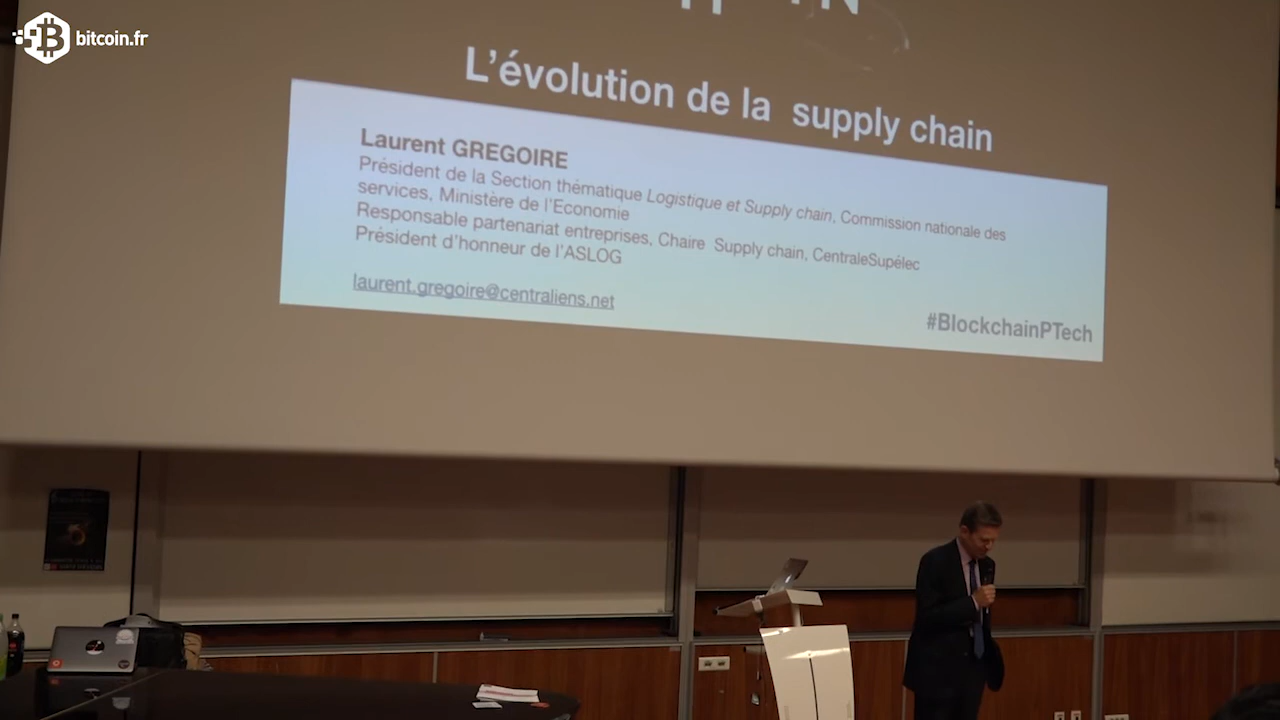 bitcoin.fr
L'évolution de la supply chain
Laurent GREGOIRE
Président de la Section thématique Logistique et Supply chain, Commission nationale des
services, Ministère de l'Economie
Responsable partenariat entreprises, Chaire Supply chain, CentraleSupélec
Président d'honneur de l'ASLOG
laurent.gregoire@centraliens.net
#BlockchainPTech